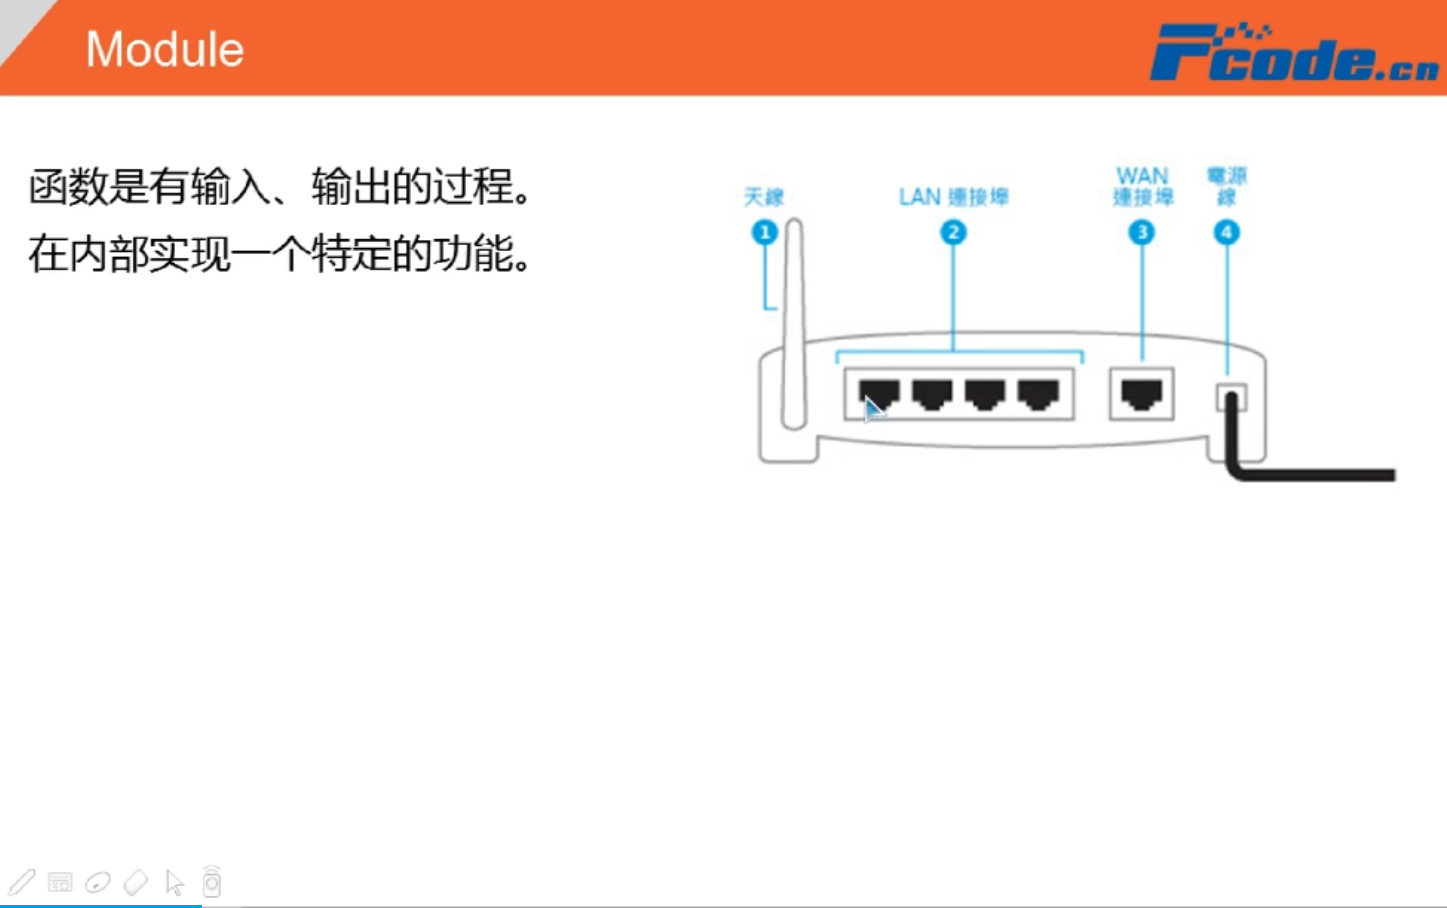 Module
Fcode.cn
函数是有输入、输出的过程。
在内部实现一个特定的功能。
天線
LAN 連接埠
WAN
連接埠
電源
線
1
2
3
4